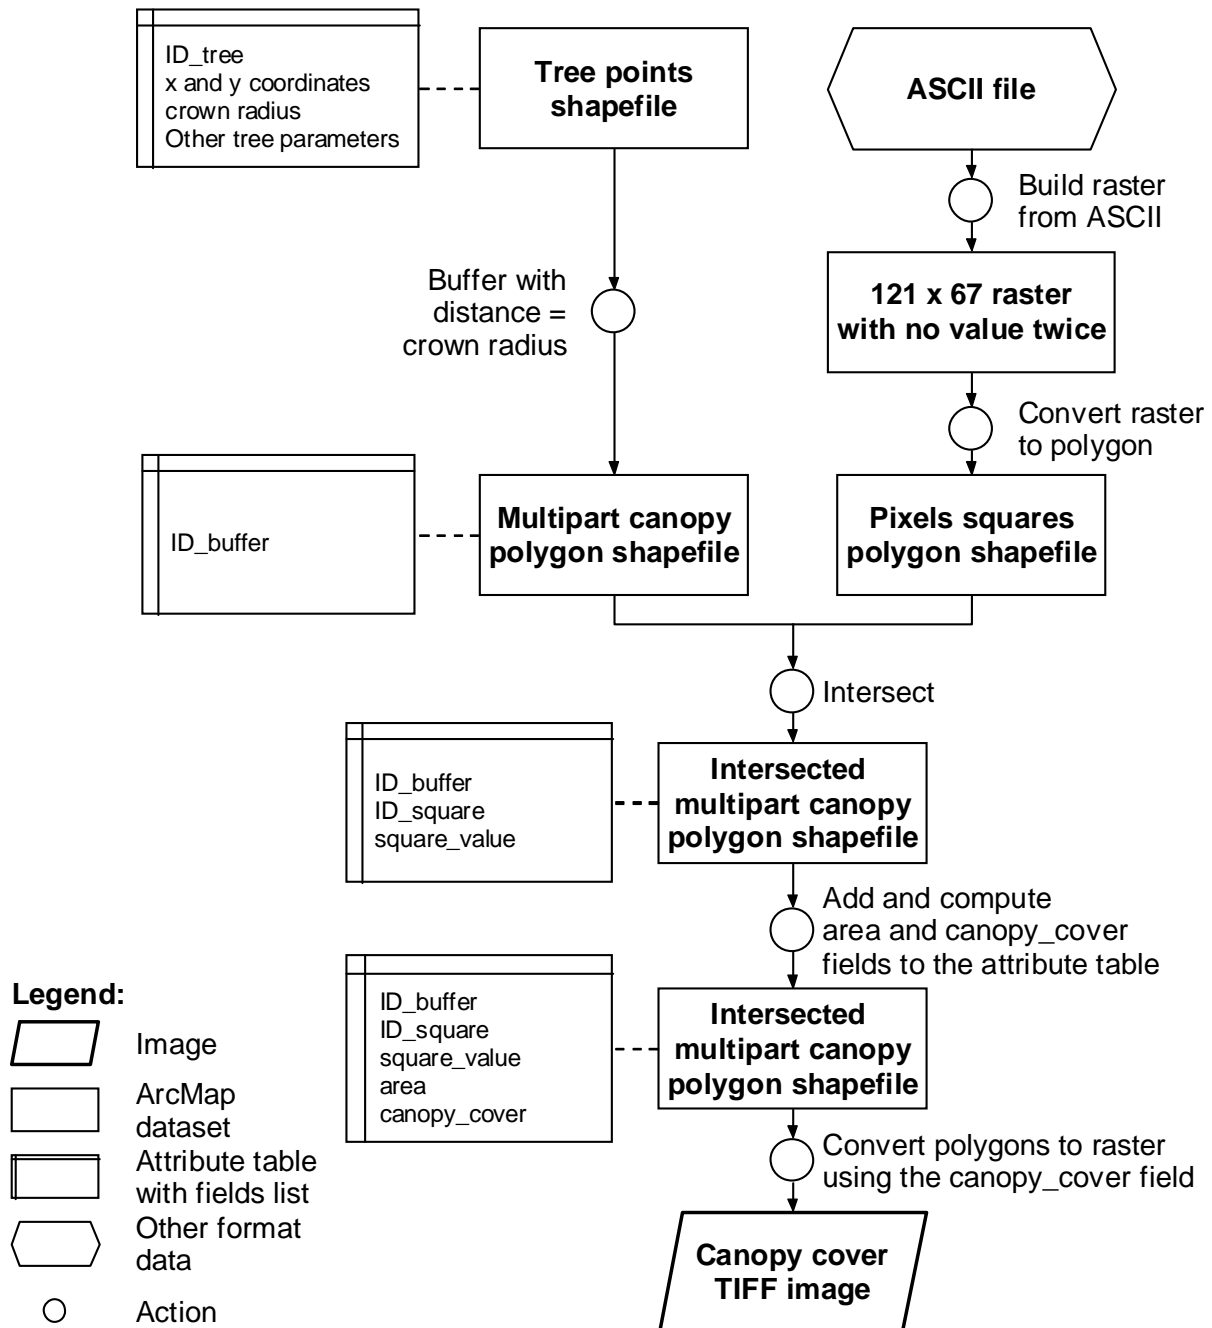 ID_tree
x and y coordinates
crown radius
Other tree parameters
Tree points
shapefile
ASCII file
Build raster
from ASCII
121 x 67 raster
with no value twice
Buffer with
distance =
crown radius
Convert raster
to polygon
ID_buffer
Multipart canopy
polygon shapefile
Pixels squares
polygon shapefile
Intersect
ID_buffer
ID_square
square_value
Intersected
multipart canopy
polygon shapefile
Add and compute
area and canopy_cover
fields to the attribute table
ID_buffer
ID_square
square_value
area
canopy_cover
Intersected
multipart canopy
polygon shapefile
Convert polygons to raster
using the canopy_cover field
Canopy cover
TIFF image
Legend:
Image
ArcMap
dataset
Attribute table
with fields list
Other format
data
Action